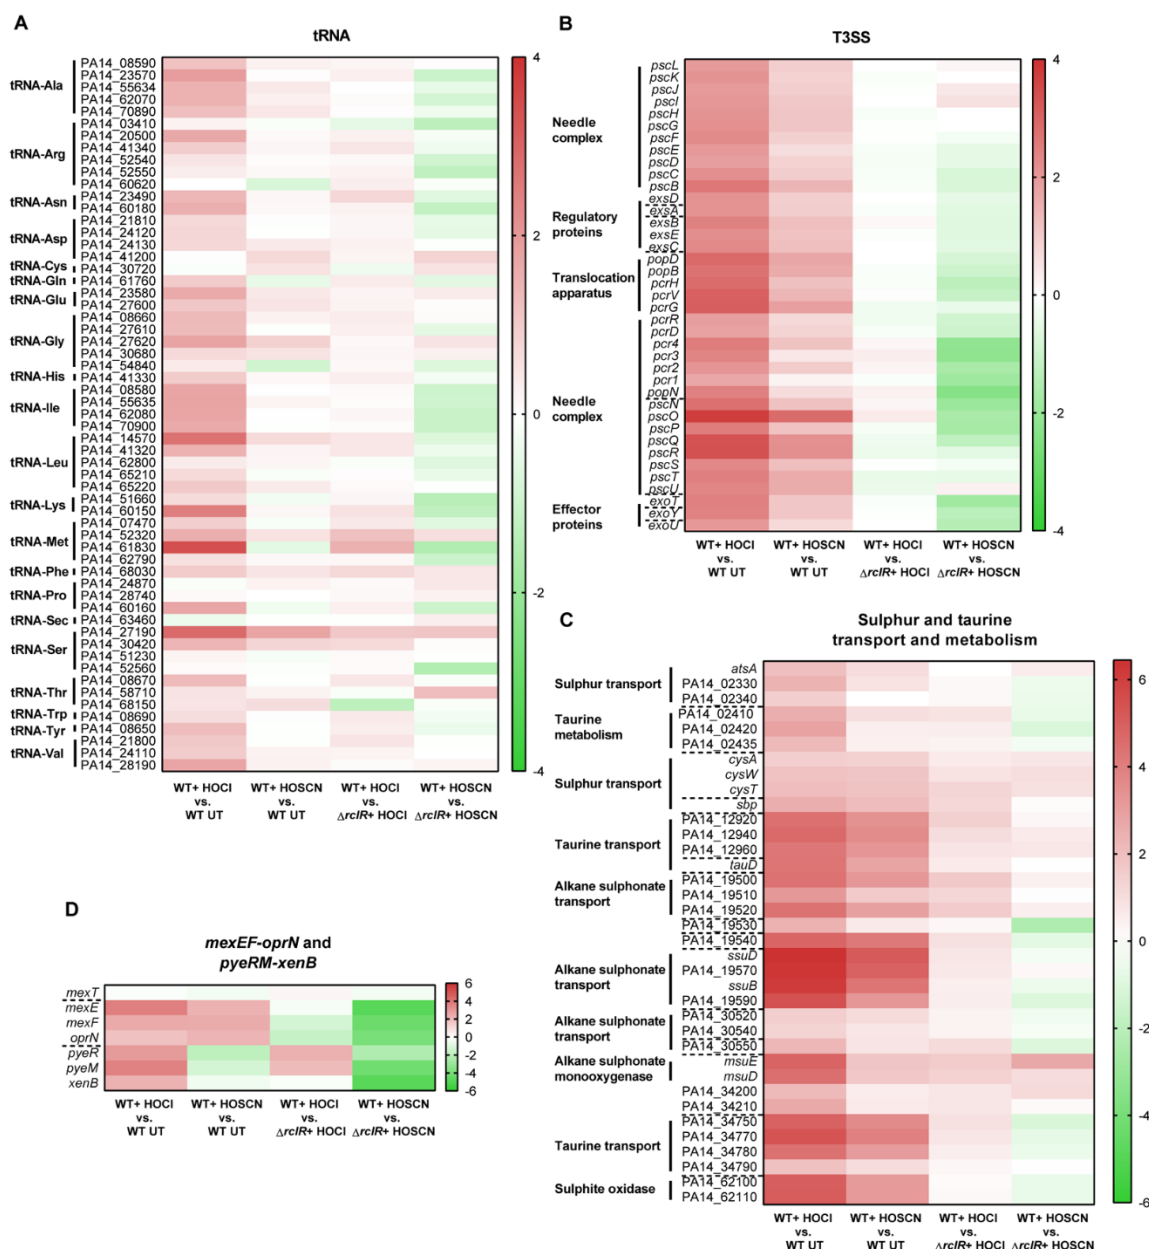 A
tRNA
tRNA-Ala
PA14_08590
PA14_23570
PA14_55634
PA14_62070
PA14_70890
tRNA-Arg
PA14_03410
PA14_20500
PA14_41340
PA14_52540
PA14_52550
PA14_60620
tRNA-Asn
PA14_23490
PA14_60180
tRNA-Asp
PA14_21810
PA14_24120
PA14_24130
PA14_41200
tRNA-Cys
PA14_30720
tRNA-Gln
PA14_61760
tRNA-Glu
PA14_23580
PA14_27600
tRNA-Gly
PA14_08660
PA14_27610
PA14_27620
PA14_30680
PA14_54840
tRNA-His
PA14_41330
tRNA-Ile
PA14_08580
PA14_55635
PA14_62080
PA14_70900
tRNA-Leu
PA14_14570
PA14_41320
PA14_62800
PA14_65210
PA14_65220
tRNA-Lys
PA14_51660
PA14_60150
tRNA-Met
PA14_07470
PA14_52320
PA14_61830
PA14_62790
tRNA-Phe
PA14_68030
tRNA-Pro
PA14_24870
PA14_28740
PA14_60160
tRNA-Sec
PA14_63460
tRNA-Ser
PA14_27190
PA14_30420
PA14_51230
PA14_52560
tRNA-Thr
PA14_08670
PA14_58710
PA14_68150
tRNA-Trp
PA14_08690
tRNA-Tyr
PA14_08650
tRNA-Val
PA14_21800
PA14_24110
PA14_28190
WT+ HOCl
vs.
WT UT
WT+ HOSCN
vs.
WT UT
WT+ HOCl
vs.
ΔrclR+ HOCl
WT+ HOSCN
vs.
ΔrclR+ HOSCN
4
2
0
-2
-4
B
T3SS
Needle
complex
pscL
pscK
pscJ
pscI
pscH
pscG
pscF
pscE
pscD
pscC
pscB
Regulatory
proteins
exsD
exsA
exsB
exsE
exsC
Translocation
apparatus
popD
popB
pcrH
pcrV
pcrG
Needle
complex
pcrR
pcrD
pcr4
pcr3
pcr2
pcr1
popN
pscN
pscO
pscP
pscQ
pscR
pscS
pscT
pscU
Effector
proteins
exoT
exoY
exoU
WT+ HOCl
vs.
WT UT
WT+ HOSCN
vs.
WT UT
WT+ HOCl
vs.
ΔrclR+ HOCl
WT+ HOSCN
vs.
ΔrclR+ HOSCN
4
2
0
-2
-4
C
Sulphur and taurine
transport and metabolism
Sulphur transport
atsA
PA14_02330
PA14_02340
Taurine
metabolism
PA14_02410
PA14_02420
PA14_02435
Sulphur transport
cysA
cysW
cysT
sbp
Taurine transport
PA14_12920
PA14_12940
PA14_12960
tauD
Alkane sulphonate
transport
PA14_19500
PA14_19510
PA14_19520
PA14_19530
PA14_19540
Alkane sulphonate
transport
ssuD
PA14_19570
ssuB
PA14_19590
Alkane sulphonate
transport
PA14_30520
PA14_30540
PA14_30550
Alkane sulphonate
monooxygenase
msuE
msuD
PA14_34200
PA14_34210
Taurine transport
PA14_34750
PA14_34770
PA14_34780
PA14_34790
Sulphite oxidase
PA14_62100
PA14_62110
WT+ HOCl
vs.
WT UT
WT+ HOSCN
vs.
WT UT
WT+ HOCl
vs.
ΔrclR+ HOCl
WT+ HOSCN
vs.
ΔrclR+ HOSCN
6
4
2
0
-2
-4
-6
D
mexEF-oprN and
pyeRM-xenB
mexT
mexE
mexF
oprN
pyeR
pyeM
xenB
WT+ HOCl
vs.
WT UT
WT+ HOSCN
vs.
WT UT
WT+ HOCl
vs.
ΔrclR+ HOCl
WT+ HOSCN
vs.
ΔrclR+ HOSCN
6
4
2
0
-2
-4
-6